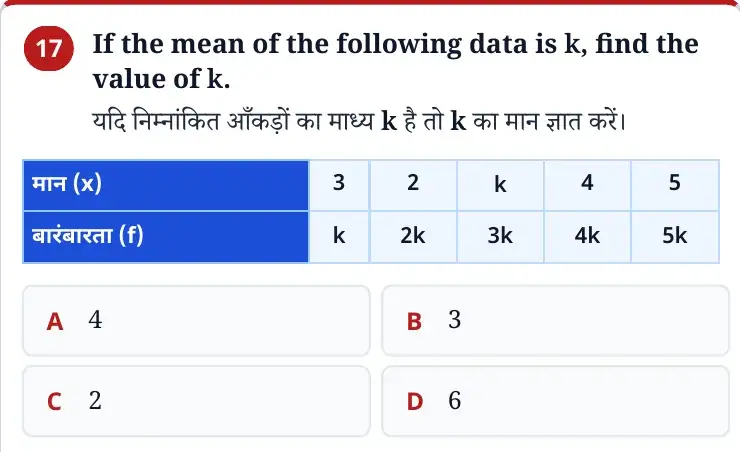 17 If the mean of the following data is k, find the
value of k.
यदि निम्नांकित आँकड़ों का माध्य k है तो k का मान ज्ञात करें।
मान (x) 3 2 k 4 5
बारंबारता (f) k 2k 3k 4k 5k
A 4 B 3
C 2 D 6